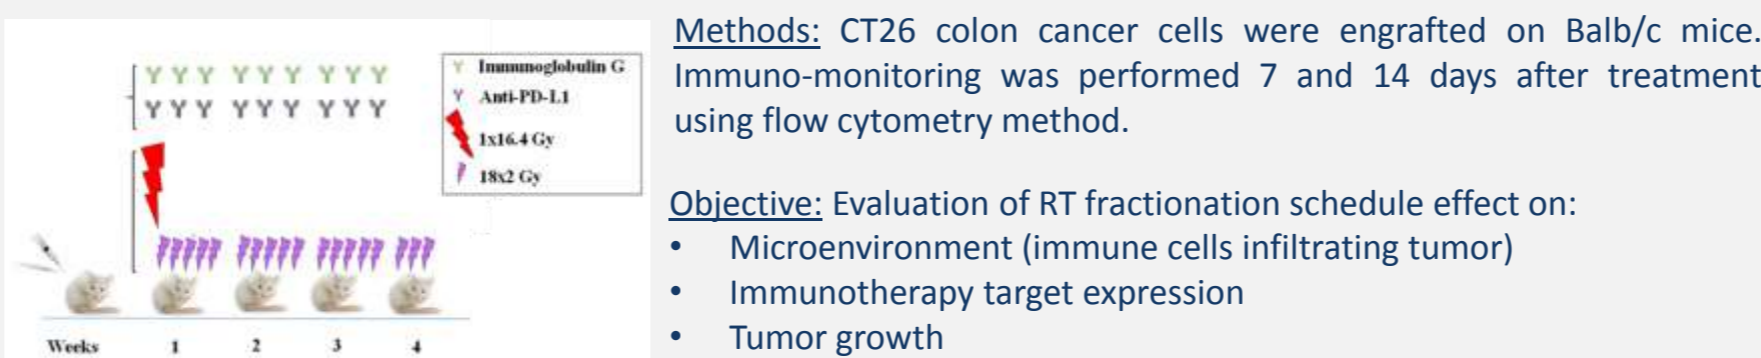 Immunoglobulin G
Anti-PD-L1
1x16.4 Gy
18x2 Gy
Weeks 1 2 3 4
Methods: CT26 colon cancer cells were engrafted on Balb/c mice.
Immuno-monitoring was performed 7 and 14 days after treatment
using flow cytometry method.
Objective: Evaluation of RT fractionation schedule effect on:
• Microenvironment (immune cells infiltrating tumor)
• Immunotherapy target expression
• Tumor growth